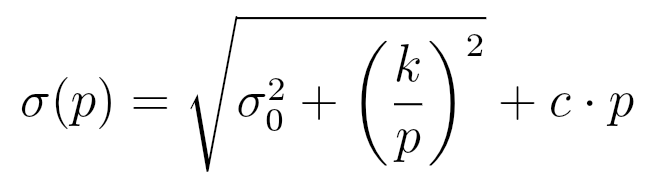 σ(p) = √(σ₀² + (k/p)²) + c · p